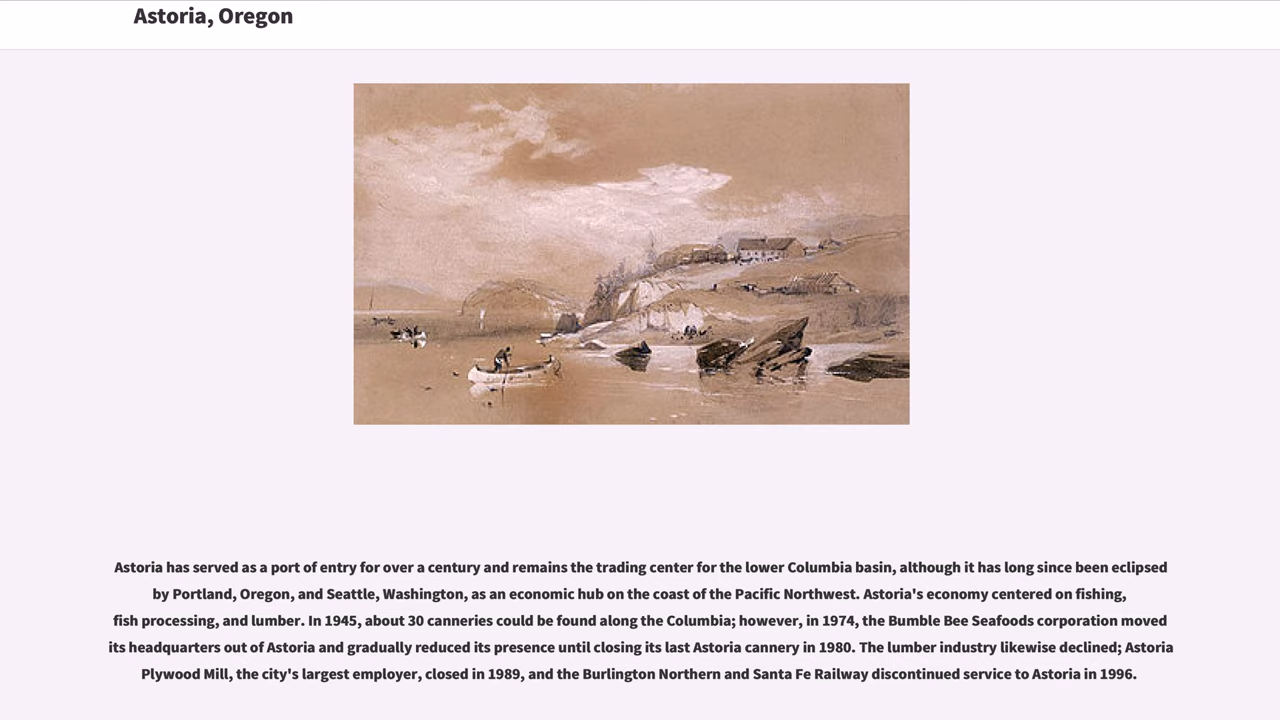 Astoria, Oregon
Astoria has served as a port of entry for over a century and remains the trading center for the lower Columbia basin, although it has long since been eclipsed
by Portland, Oregon, and Seattle, Washington, as an economic hub on the coast of the Pacific Northwest. Astoria's economy centered on fishing,
fish processing, and lumber. In 1945, about 30 canneries could be found along the Columbia; however, in 1974, the Bumble Bee Seafoods corporation moved
its headquarters out of Astoria and gradually reduced its presence until closing its last Astoria cannery in 1980. The lumber industry likewise declined; Astoria
Plywood Mill, the city's largest employer, closed in 1989, and the Burlington Northern and Santa Fe Railway discontinued service to Astoria in 1996.